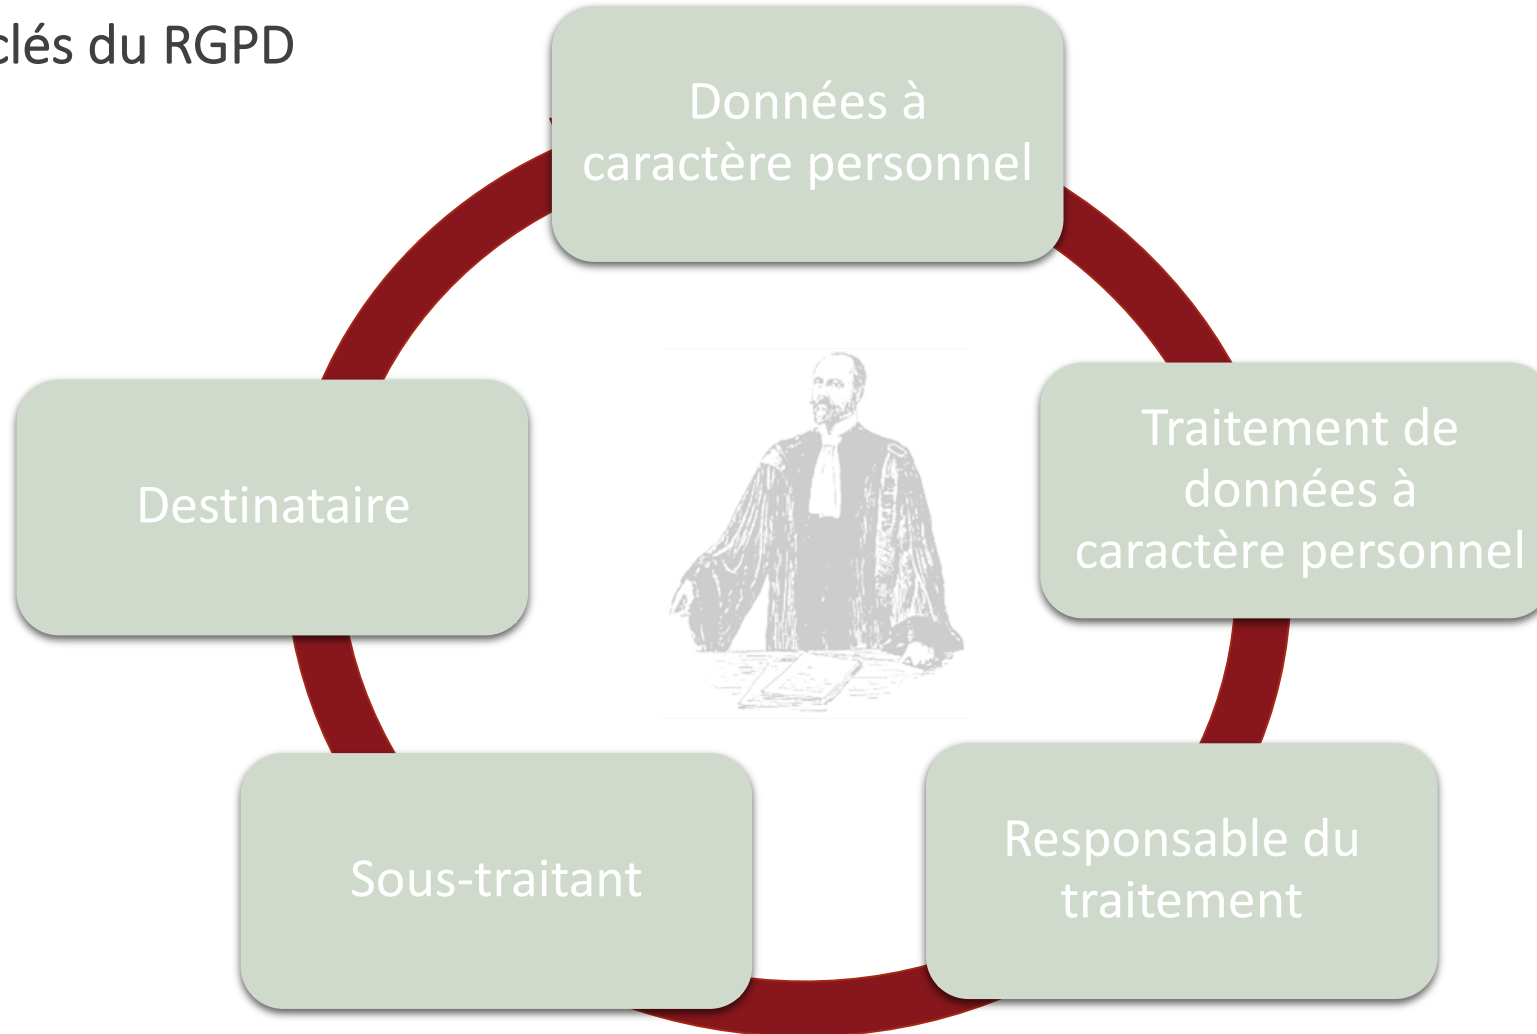 clés du RGPD
Données à
caractère personnel
Traitement de
données à
caractère personnel
Responsable du
traitement
Sous-traitant
Destinataire